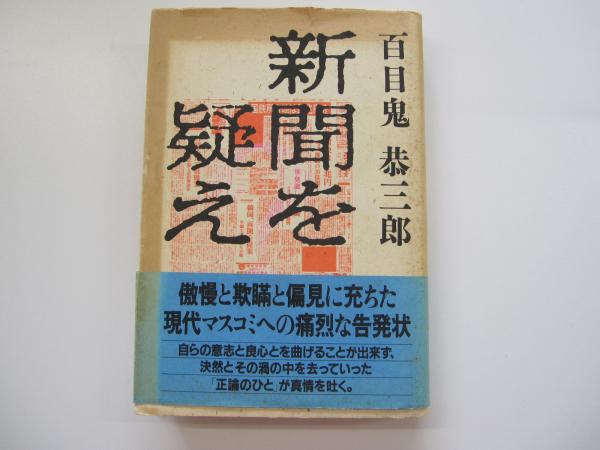 百目鬼 恭三郎
新聞を
疑え
傲慢と欺瞞と偏見に充ちた
現代マスコミへの痛烈な告発状
自らの意志と良心とを曲げることが出来ず、
決然とその渦の中を去っていった
「正論のひと」が真情を吐く。